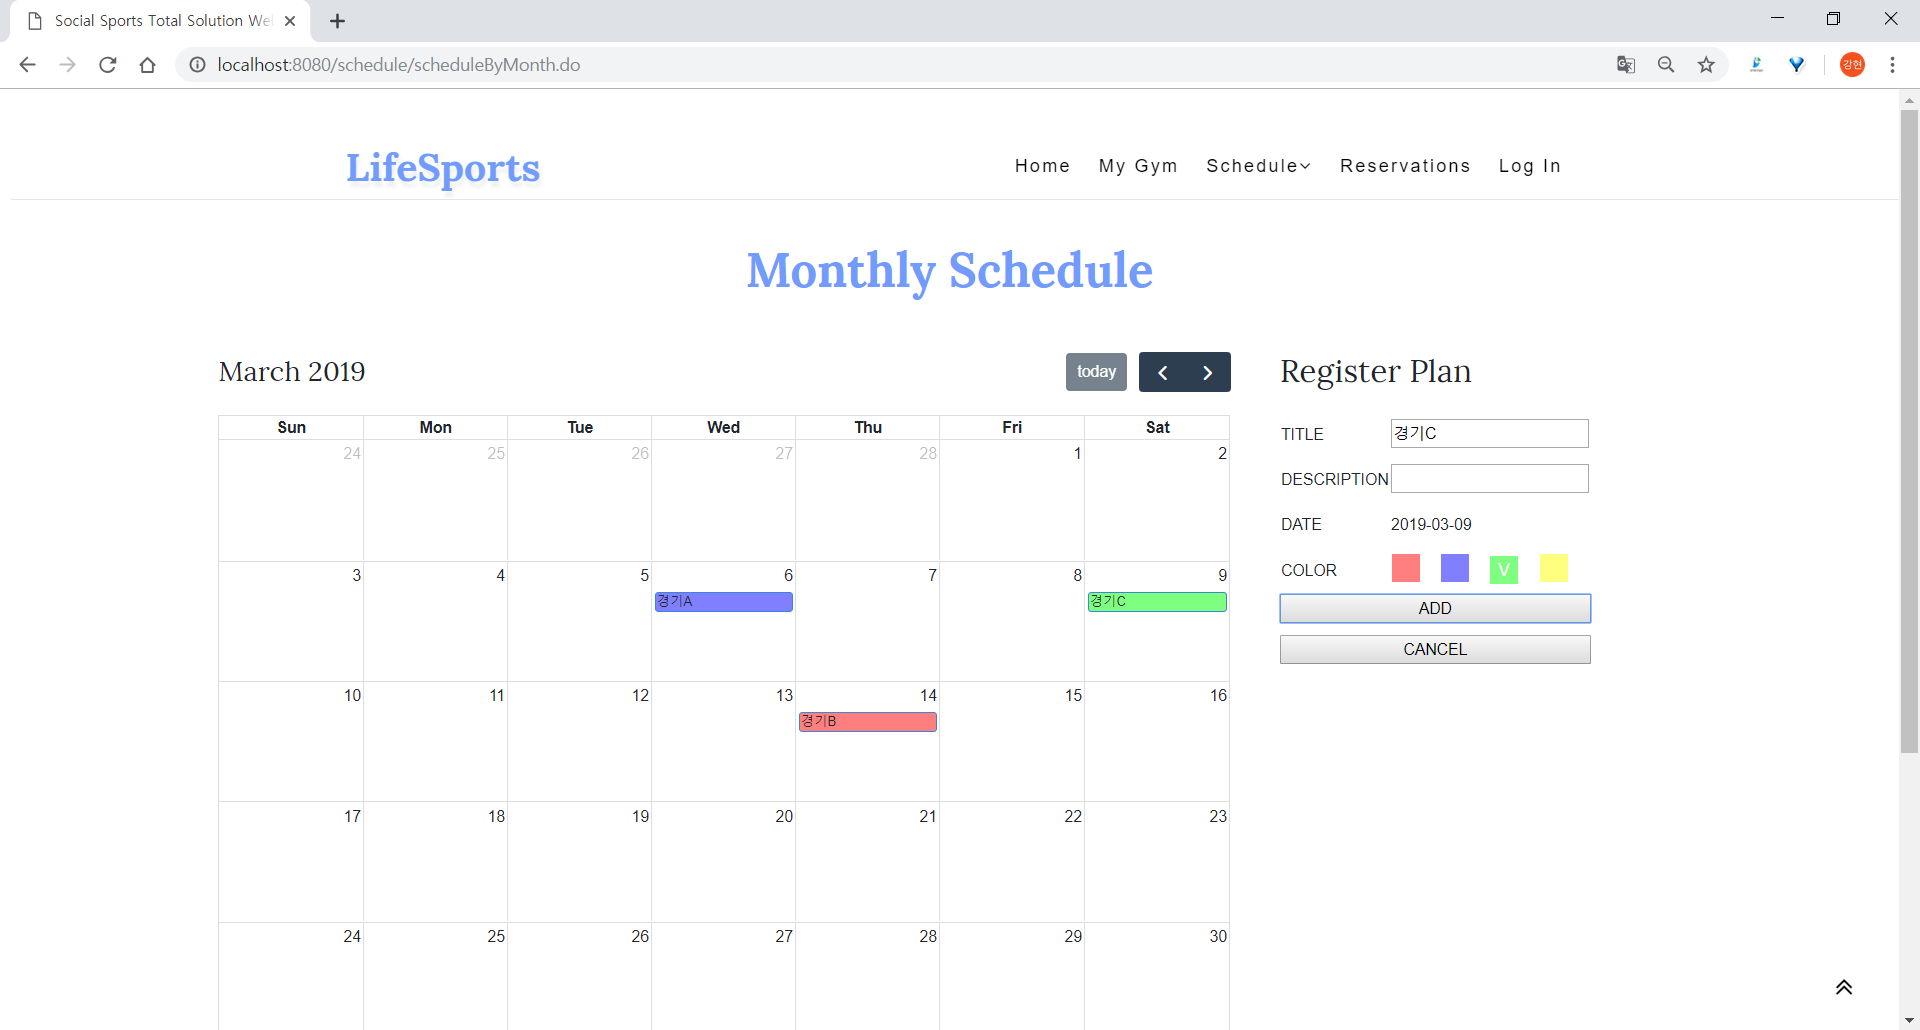 Social Sports Total Solution We
localhost:8080/schedule/scheduleByMonth.do
강현
LifeSports
Home My Gym Schedule Reservations Log In
Monthly Schedule
March 2019
today
Register Plan
Sun Mon Tue Wed Thu Fri Sat
24 25 26 27 28 1 2
3 4 5 6 7 8 9
경기A 경기C
10 11 12 13 14 15 16
경기B
17 18 19 20 21 22 23
24 25 26 27 28 29 30
TITLE 경기C
DESCRIPTION
DATE 2019-03-09
COLOR V
ADD
CANCEL